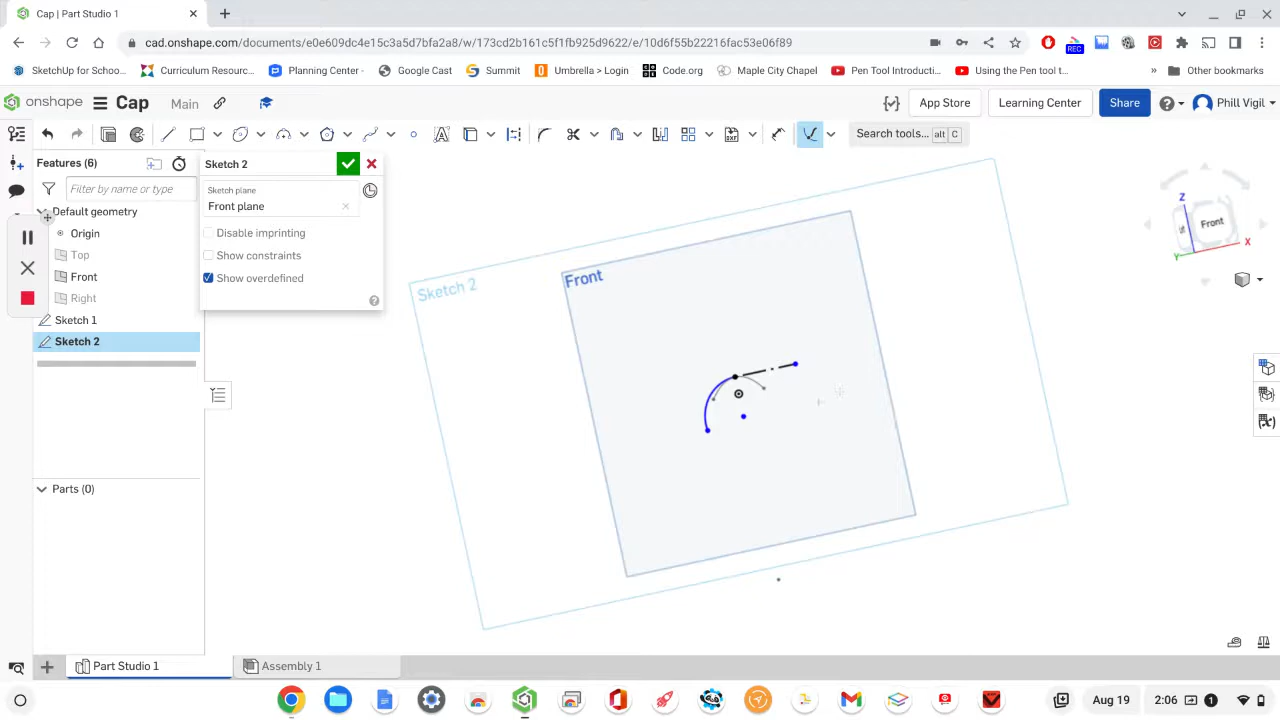 Cap | Part Studio 1
cad.onshape.com/documents/e0e609dc4a5c3a5d7bfa2a7/w/173cd2b161c5f1fb925d9622/e/10d6f55b22216fac53e06f89
REC
SketchUp for Schoo...
Curriculum Resourc...
Planning Center -
Google Cast
Summit
Umbrella > Login
Code.org
Maple City Chapel
Pen Tool Introducti...
Using the Pen tool t...
»
Other bookmarks
onshape
Cap
Main
App Store
Learning Center
Share
Phill Vigil
Search tools...
alt
C
Features (6)
Filter by name or type
Default geometry
Origin
Top
Front
Right
Sketch 1
Sketch 2
Sketch 2
Sketch plane
Front plane
Disable imprinting
Show constraints
Show overdefined
Sketch 2
Front
Z
Front
X
Y
Parts (0)
Part Studio 1
Assembly 1
Aug 19
2:06
1